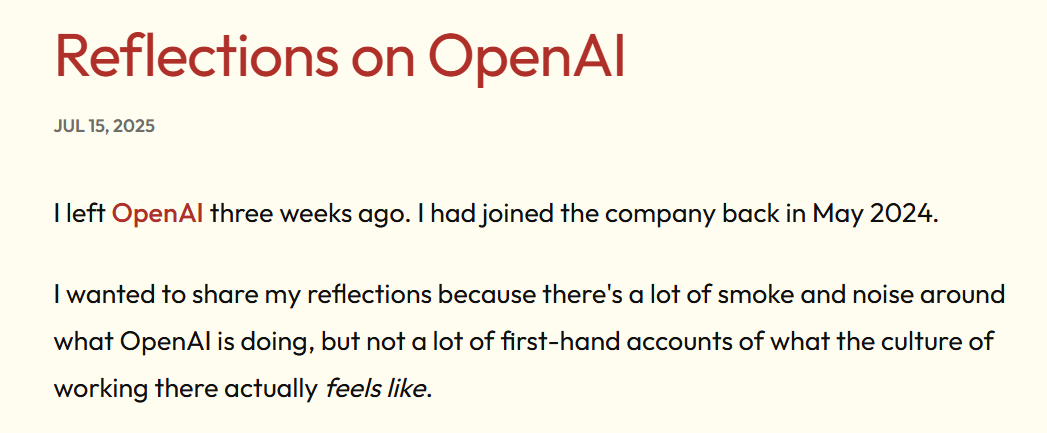 Reflections on OpenAI
JUL 15, 2025
I left OpenAI three weeks ago. I had joined the company back in May 2024.
I wanted to share my reflections because there's a lot of smoke and noise around
what OpenAI is doing, but not a lot of first-hand accounts of what the culture of
working there actually feels like.